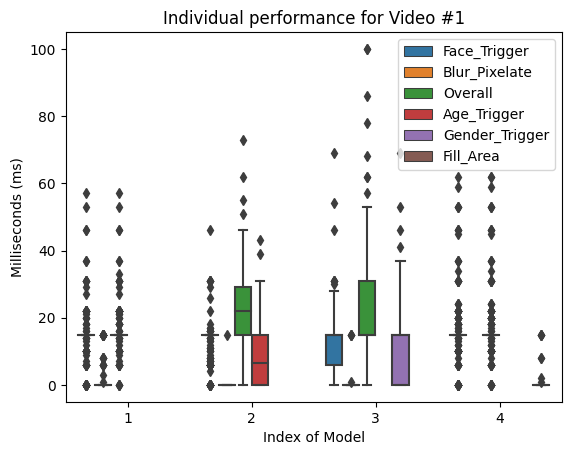 Individual performance for Video #1
Milliseconds (ms)
100
80
60
40
20
0
Face_Trigger
Blur_Pixelate
Overall
Age_Trigger
Gender_Trigger
Fill_Area
1 2 3 4
Index of Model